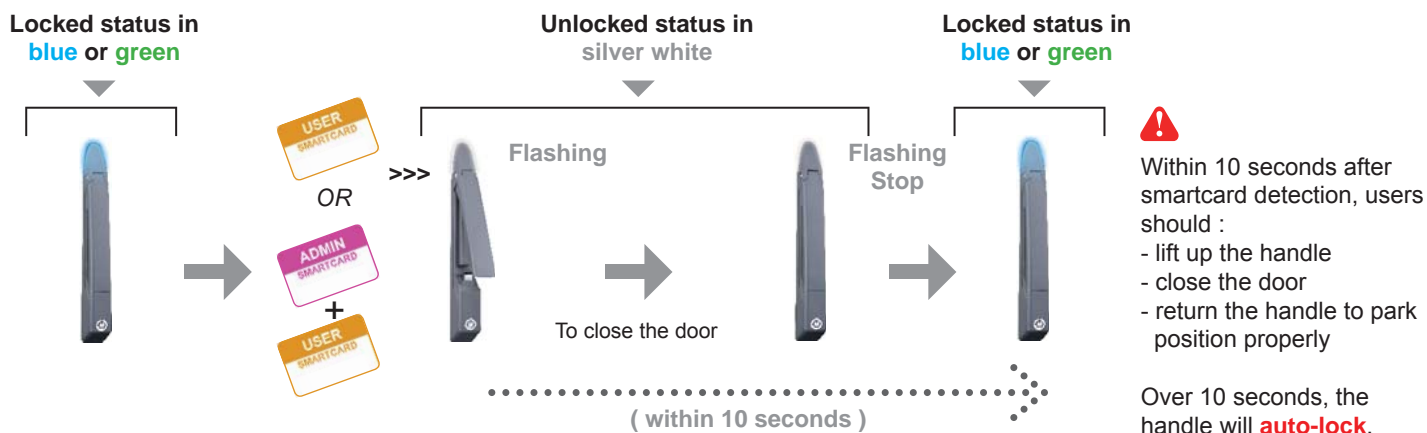 Locked status in
blue or green
Unlocked status in
silver white
Locked status in
blue or green
USER
SMARTCARD
OR
ADMIN
SMARTCARD
+
USER
SMARTCARD
>>>
Flashing
To close the door
Flashing
Stop
( within 10 seconds )
!
Within 10 seconds after
smartcard detection, users
should :
- lift up the handle
- close the door
- return the handle to park
position properly
Over 10 seconds, the
handle will auto-lock.